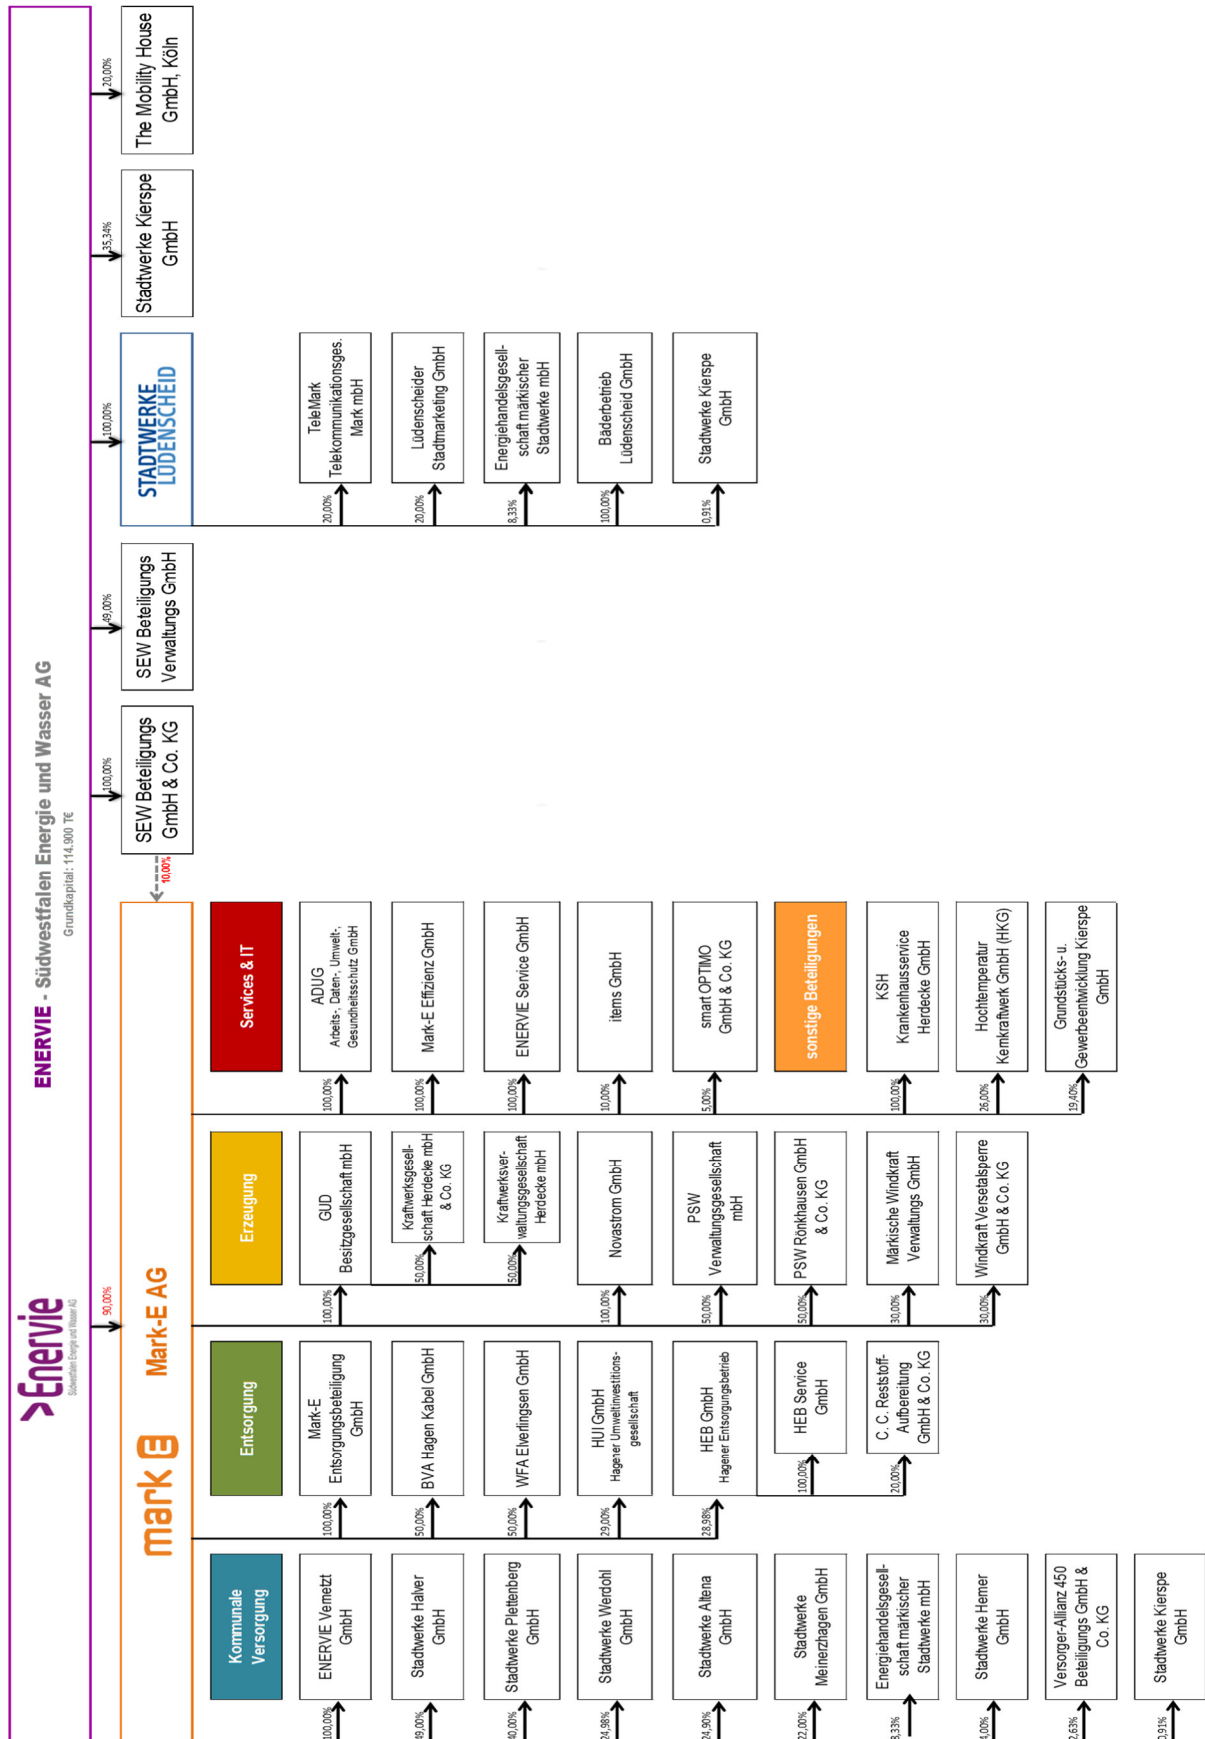 >Enervie
Südwestfalen Energie und Wasser AG
ENERVIE - Südwestfalen Energie und Wasser AG
Grundkapital: 114.900 T€
90,00%
100,00%
49,00%
100,00%
35,34%
20,00%
mark E
Mark-E AG
10,00%
SEW Beteiligungs
GmbH & Co. KG
SEW Beteiligungs
Verwaltungs GmbH
STADTWERKE
LÜDENSCHEID
Stadtwerke Kierspe
GmbH
The Mobility House
GmbH, Köln
Kommunale
Versorgung
100,00%
ENERVIE Vernetzt
GmbH
49,00%
Stadtwerke Halver
GmbH
40,00%
Stadtwerke Plettenberg
GmbH
24,98%
Stadtwerke Werdohl
GmbH
24,90%
Stadtwerke Altena
GmbH
22,00%
Stadtwerke
Meinerzhagen GmbH
8,33%
Energiehandelsgesell-
schaft märkischer
Stadtwerke mbH
4,00%
Stadtwerke Hemer
GmbH
2,63%
Versorger-Allianz 450
Beteiligungs GmbH &
Co. KG
0,91%
Stadtwerke Kierspe
GmbH
Entsorgung
100,00%
Mark-E
Entsorgungsbeteiligung
GmbH
50,00%
BVA Hagen Kabel GmbH
50,00%
WFA Elverlingsen GmbH
29,00%
HUI GmbH
Hagener Umweltinvestitions-
gesellschaft
28,98%
HEB GmbH
Hagener Entsorgungsbetrieb
100,00%
HEB Service
GmbH
20,00%
C. C. Reststoff-
Aufbereitung
GmbH & Co. KG
Erzeugung
100,00%
GUD
Besitzgesellschaft mbH
50,00%
Kraftwerksgesell-
schaft Herdecke mbH
& Co. KG
50,00%
Kraftwerksver-
waltungsgesellschaft
Herdecke mbH
100,00%
Novastrom GmbH
50,00%
PSW
Verwaltungsgesellschaft
mbH
50,00%
PSW Rönkhausen GmbH
& Co. KG
30,00%
Märkische Windkraft
Verwaltungs GmbH
30,00%
Windkraft Versetalsperre
GmbH & Co. KG
Services & IT
100,00%
ADUG
Arbeits-, Daten-, Umwelt-,
Gesundheitsschutz GmbH
100,00%
Mark-E Effizienz GmbH
100,00%
ENERVIE Service GmbH
10,00%
items GmbH
5,00%
smart OPTIMO
GmbH & Co. KG
sonstige Beteiligungen
100,00%
KSH
Krankenhausservice
Herdecke GmbH
26,00%
Hochtemperatur
Kernkraftwerk GmbH (HKG)
19,40%
Grundstücks- u.
Gewerbeentwicklung Kierspe
GmbH
20,00%
TeleMark
Telekommunikationsges.
Mark mbH
20,00%
Lüdenscheider
Stadtmarketing GmbH
8,33%
Energiehandelsgesell-
schaft märkischer
Stadtwerke mbH
100,00%
Bäderbetrieb
Lüdenscheid GmbH
0,91%
Stadtwerke Kierspe
GmbH